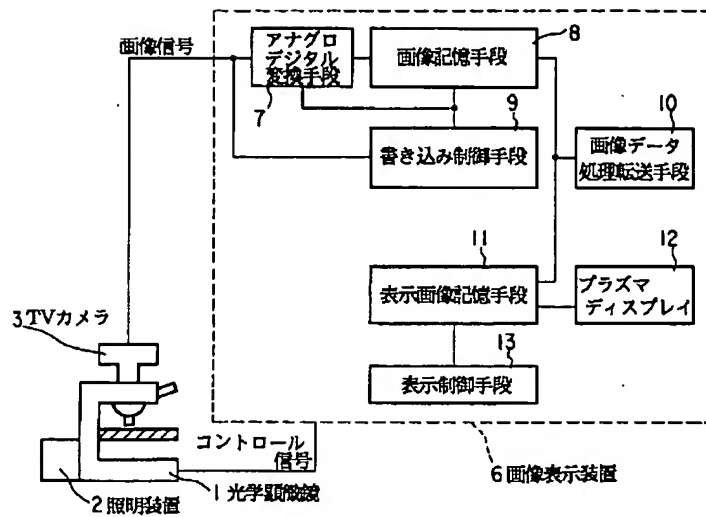 画像信号
アナグロ
デジタル
変換手段
7
画像記憶手段
8
書き込み制御手段
9
画像データ
処理転送手段
10
表示画像記憶手段
11
プラズマ
ディスプレイ
12
表示制御手段
13
3TVカメラ
コントロール
信号
2照明装置
1光学顕微鏡
6画像表示装置